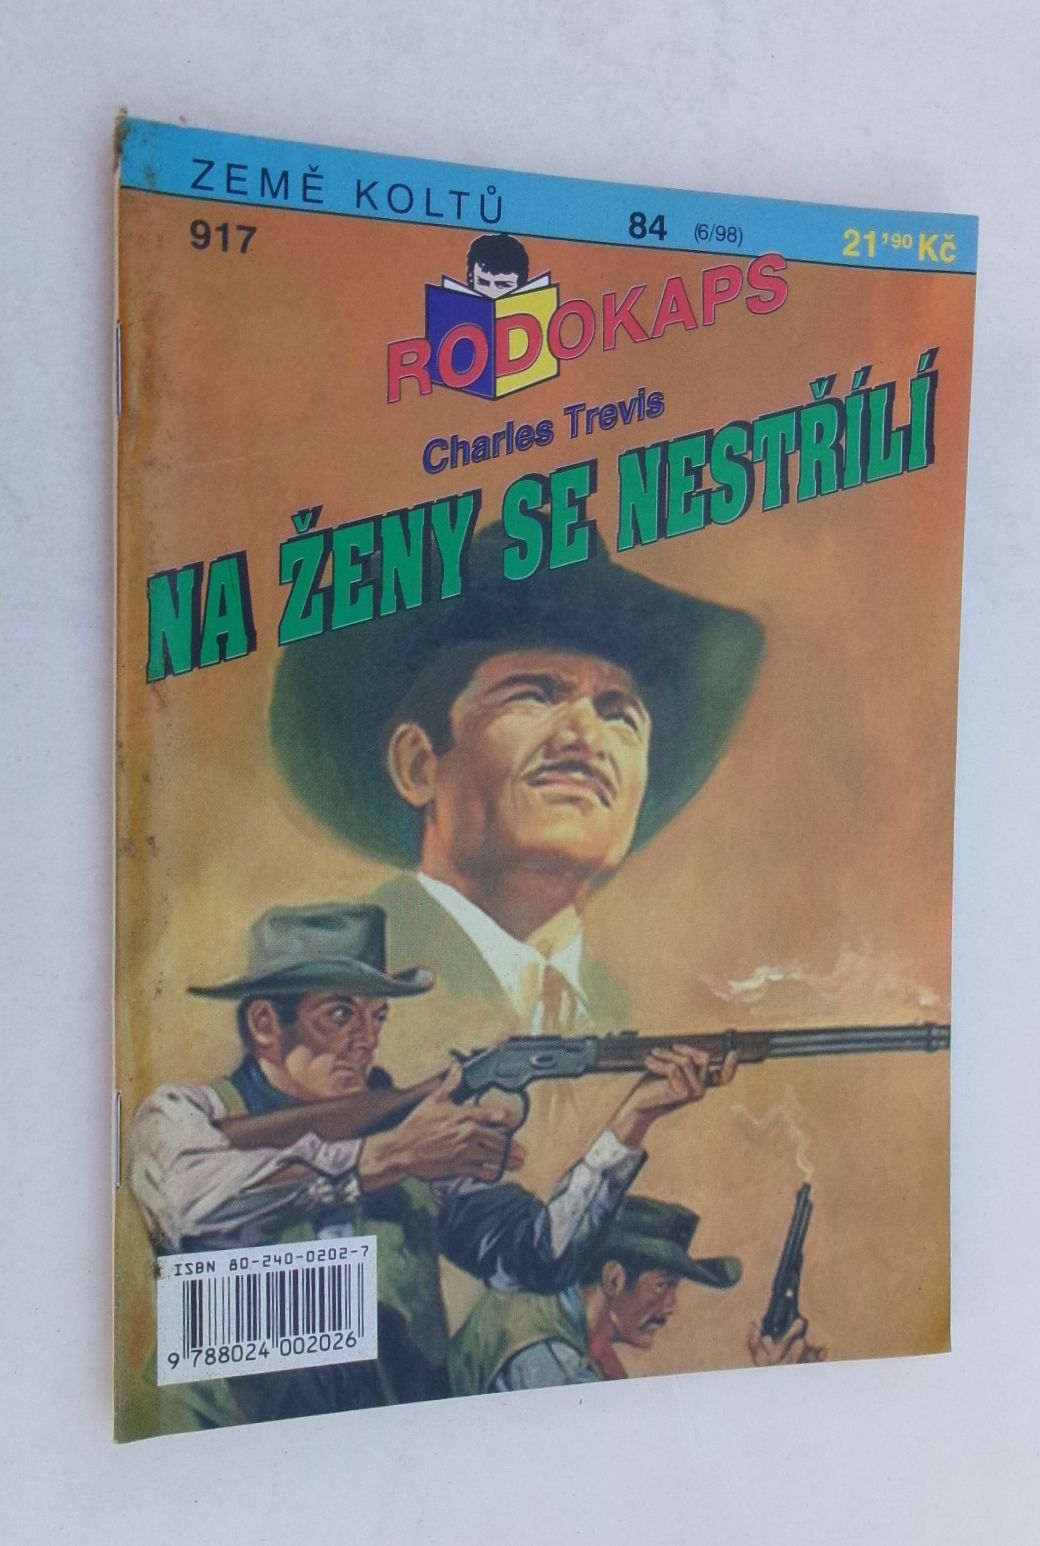 ZEMĚ KOLTŮ 84 (6/98) 21'90 Kč
917
RODOKAPS
Charles Trevis
NA ŽENY SE NESTŘÍLÍ
ISBN 80-240-0202-7
9 788024 002026